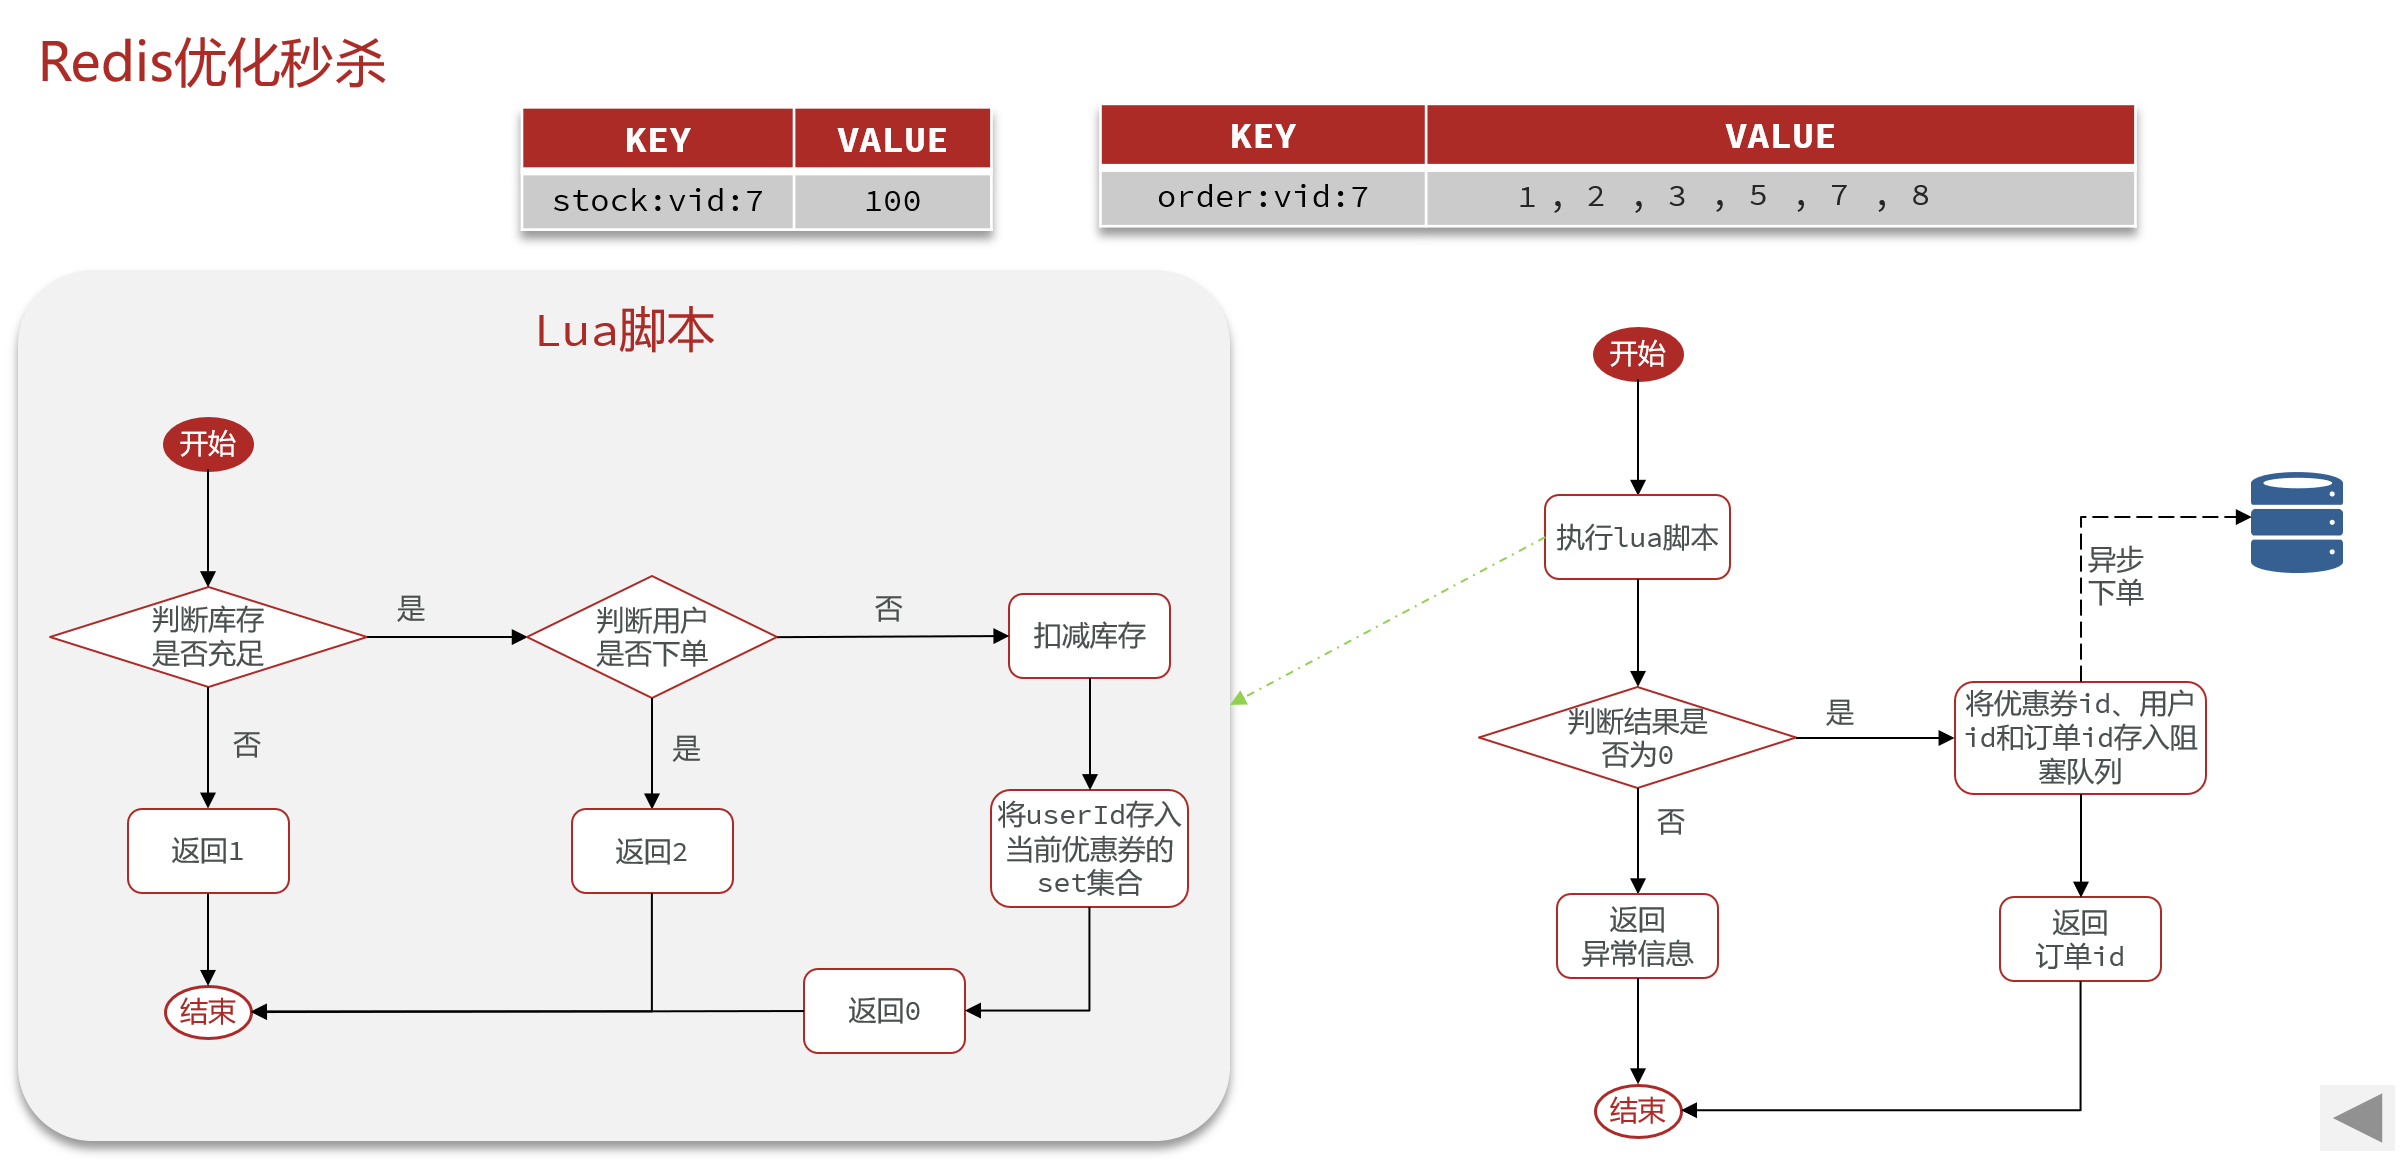 Redis优化秒杀
KEY
VALUE
stock:vid:7
100
KEY
VALUE
order:vid:7
1 , 2 , 3 , 5 , 7 , 8
Lua脚本
开始
判断库存
是否充足
是
判断用户
是否下单
否
扣减库存
否
是
返回1
返回2
将userId存入
当前优惠券的
set集合
返回0
结束
开始
执行lua脚本
异步
下单
判断结果是
否为0
是
将优惠券id、用户
id和订单id存入阻
塞队列
否
返回
异常信息
返回
订单id
结束